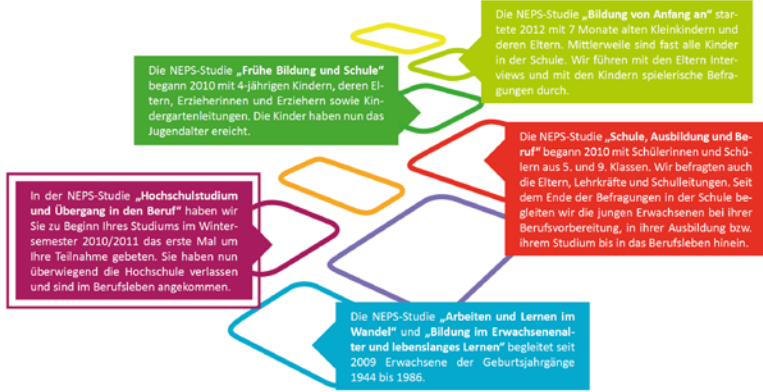 Die NEPS-Studie „Bildung von Anfang an“ star-
tete 2012 mit 7 Monate alten Kleinkindern und
deren Eltern. Mittlerweile sind fast alle Kinder
in der Schule. Wir führen mit den Eltern Inter-
views und mit den Kindern spielerische Befra-
gungen durch.
Die NEPS-Studie „Frühe Bildung und Schule“
begann 2010 mit 4-jährigen Kindern, deren El-
tern, Erzieherinnen und Erziehern sowie Kin-
dergartenleitungen. Die Kinder haben nun das
Jugendalter ereicht.
Die NEPS-Studie „Schule, Ausbildung und Be-
ruf“ begann 2010 mit Schülerinnen und Schü-
lern aus 5. und 9. Klassen. Wir befragten auch
die Eltern, Lehrkräfte und Schulleitungen. Seit
dem Ende der Befragungen in der Schule be-
gleiten wir die jungen Erwachsenen bei ihrer
Berufsvorbereitung, in ihrer Ausbildung bzw.
ihrem Studium bis in das Berufsleben hinein.
In der NEPS-Studie „Hochschulstudium
und Übergang in den Beruf“ haben wir
Sie zu Beginn Ihres Studiums im Winter-
semester 2010/2011 das erste Mal um
Ihre Teilnahme gebeten. Sie haben nun
überwiegend die Hochschule verlassen
und sind im Berufsleben angekommen.
Die NEPS-Studie „Arbeiten und Lernen im
Wandel“ und „Bildung im Erwachsenenal-
ter und lebenslanges Lernen“ begleitet seit
2009 Erwachsene der Geburtsjahrgänge
1944 bis 1986.